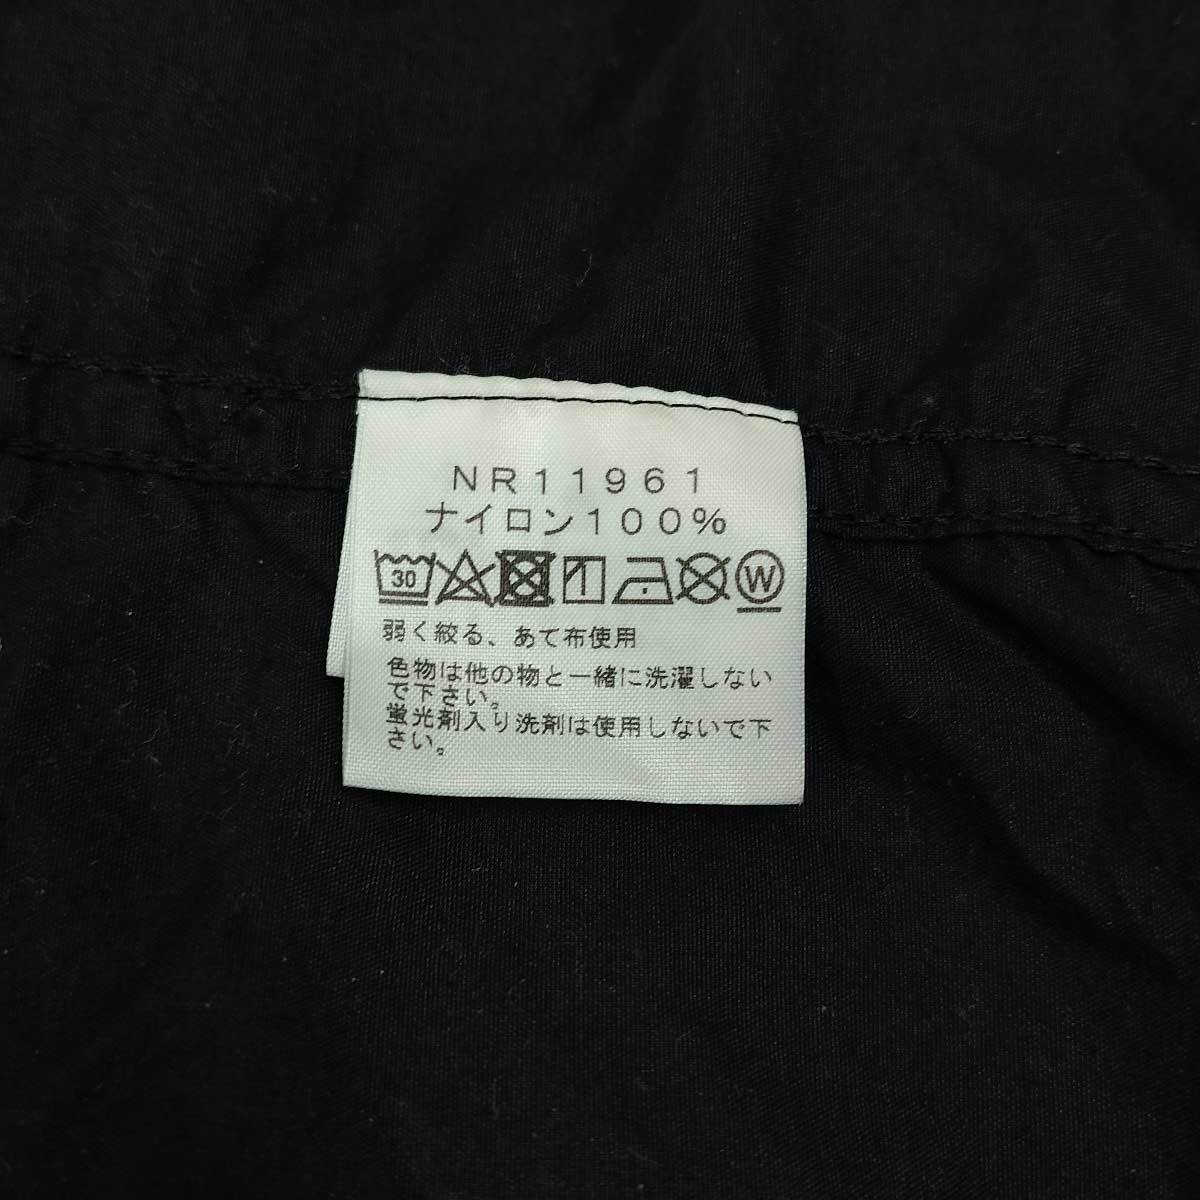 NR11961
ナイロン100%
30 W
弱く絞る、あて布使用
色物は他の物と一緒に洗濯しない
で下さい。
蛍光剤入り洗剤は使用しないで下
さい。